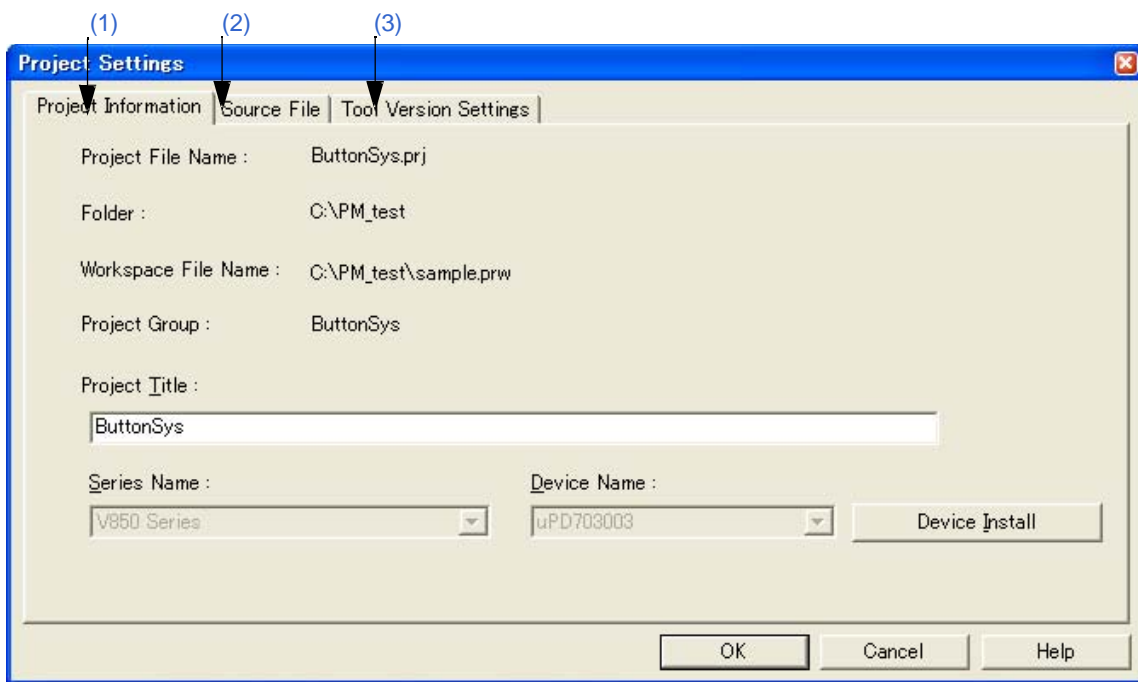 (1) (2) (3)
Project Settings
Project Information Source File Tool Version Settings
Project File Name : ButtonSys.prj
Folder : C:\PM_test
Workspace File Name : C:\PM_test\sample.prw
Project Group : ButtonSys
Project Title :
ButtonSys
Series Name : Device Name :
V850 Series uPD703003 Device Install
OK Cancel Help